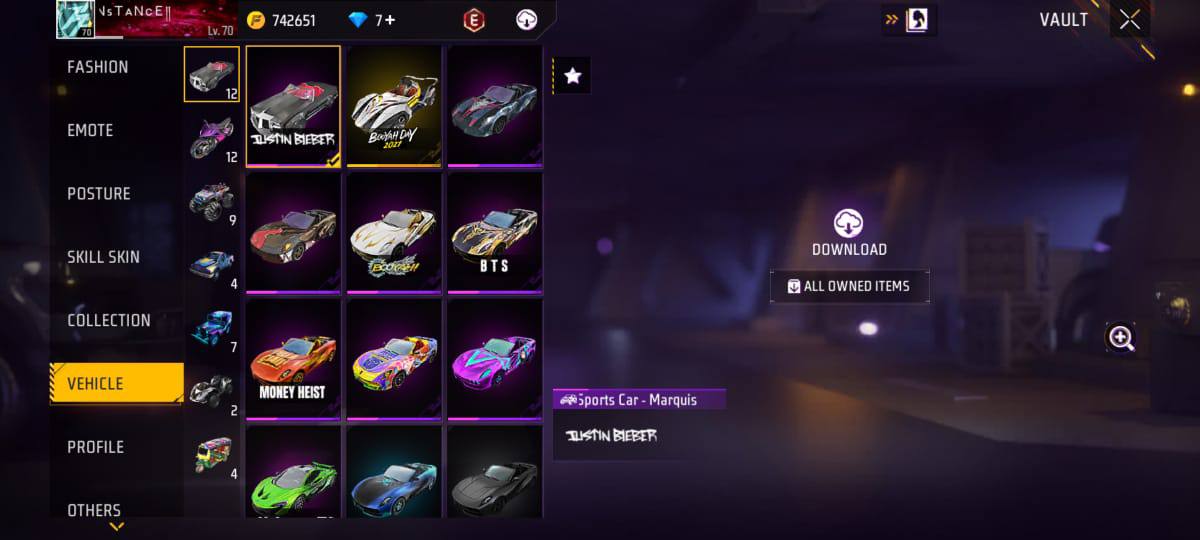 NsTANcE
70
Lv. 70
F
742651
7+
E
VAULT
FASHION
EMOTE
POSTURE
SKILL SKIN
COLLECTION
VEHICLE
PROFILE
OTHERS
12
12
9
4
7
2
4
JUSTIN BIEBER
BOOYAH DAY
2021
BOOYAH
BTS
MONEY HEIST
DOWNLOAD
ALL OWNED ITEMS
Sports Car - Marquis
JUSTIN BIEBER